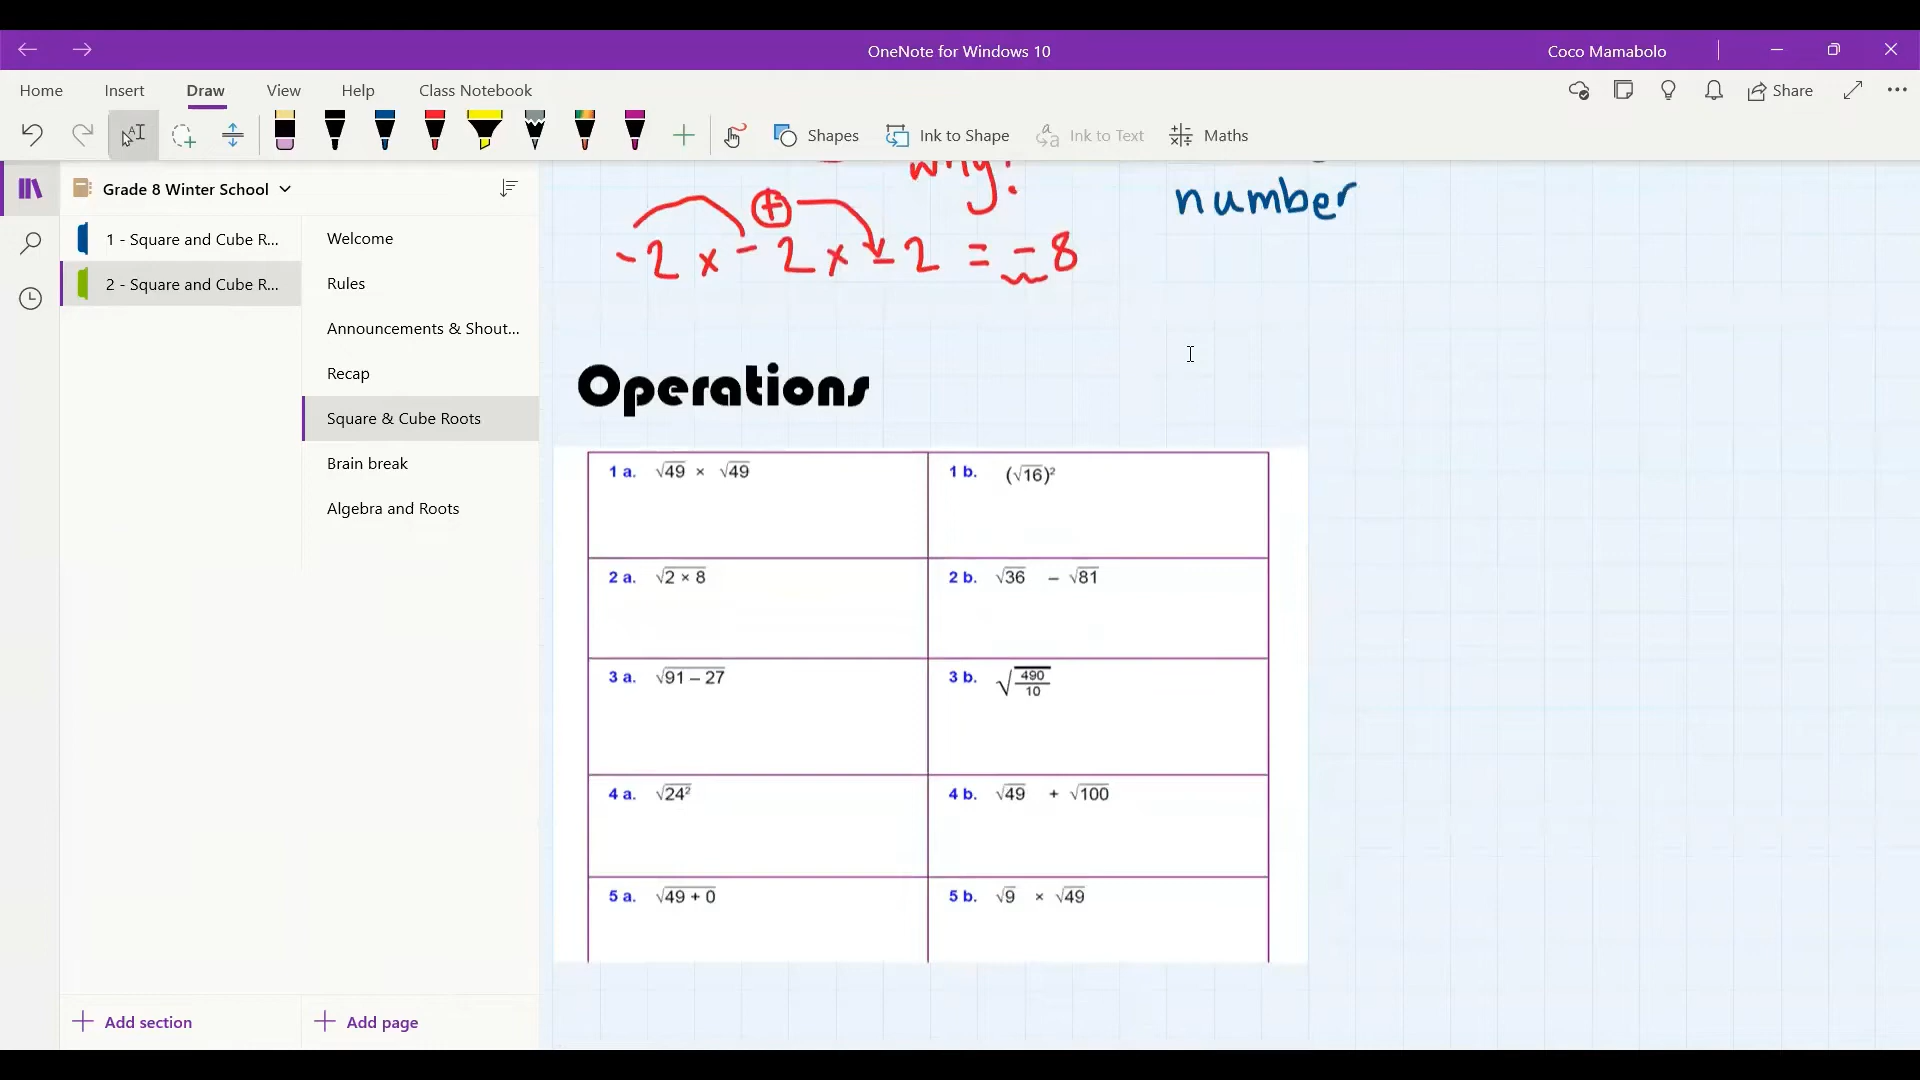 OneNote for Windows 10
Coco Mamabolo
Home Insert Draw View Help Class Notebook
Share
Shapes Ink to Shape Ink to Text Maths
Grade 8 Winter School
1 - Square and Cube R...
2 - Square and Cube R...
Welcome
Rules
Announcements & Shout...
Recap
Square & Cube Roots
Brain break
Algebra and Roots
Add section
Add page
why?
number
+
-2 x -2 x -2 = -8
Operations
1 a. √49 × √49
1 b. (√16)²
2 a. √2 × 8
2 b. √36 – √81
3 a. √91 – 27
3 b. √490/10
4 a. √24²
4 b. √49 + √100
5 a. √49 + 0
5 b. √9 × √49